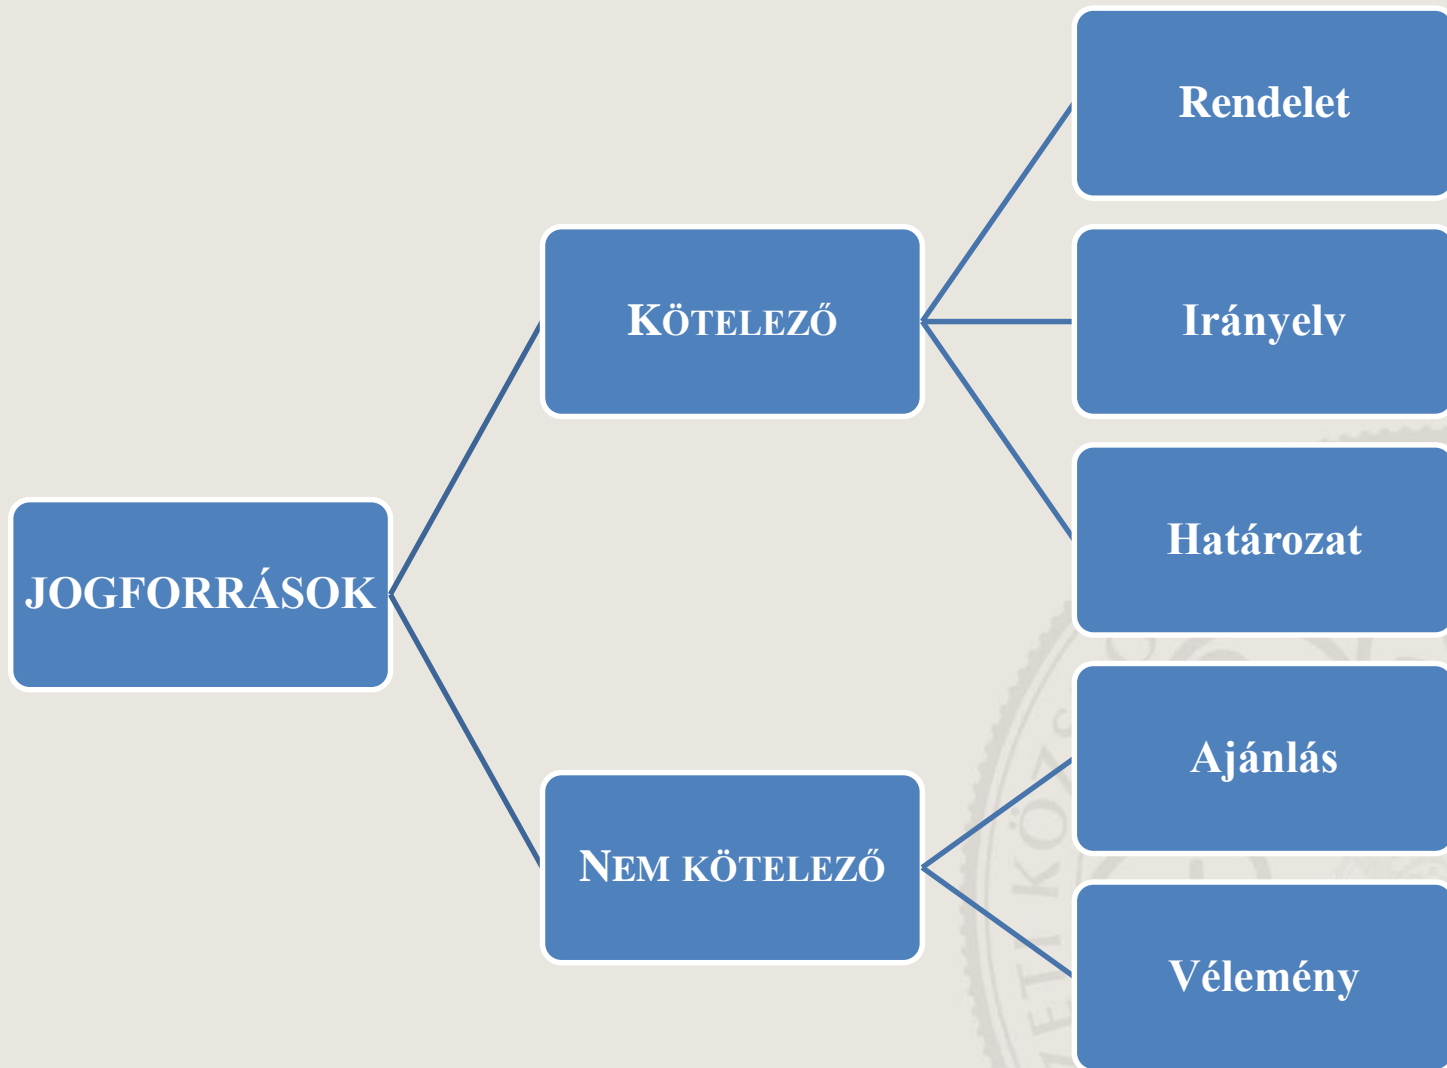 Rendelet
KÖTELEZŐ
Irányelv
Határozat
JOGFORRÁSOK
Ajánlás
NEM KÖTELEZŐ
Vélemény